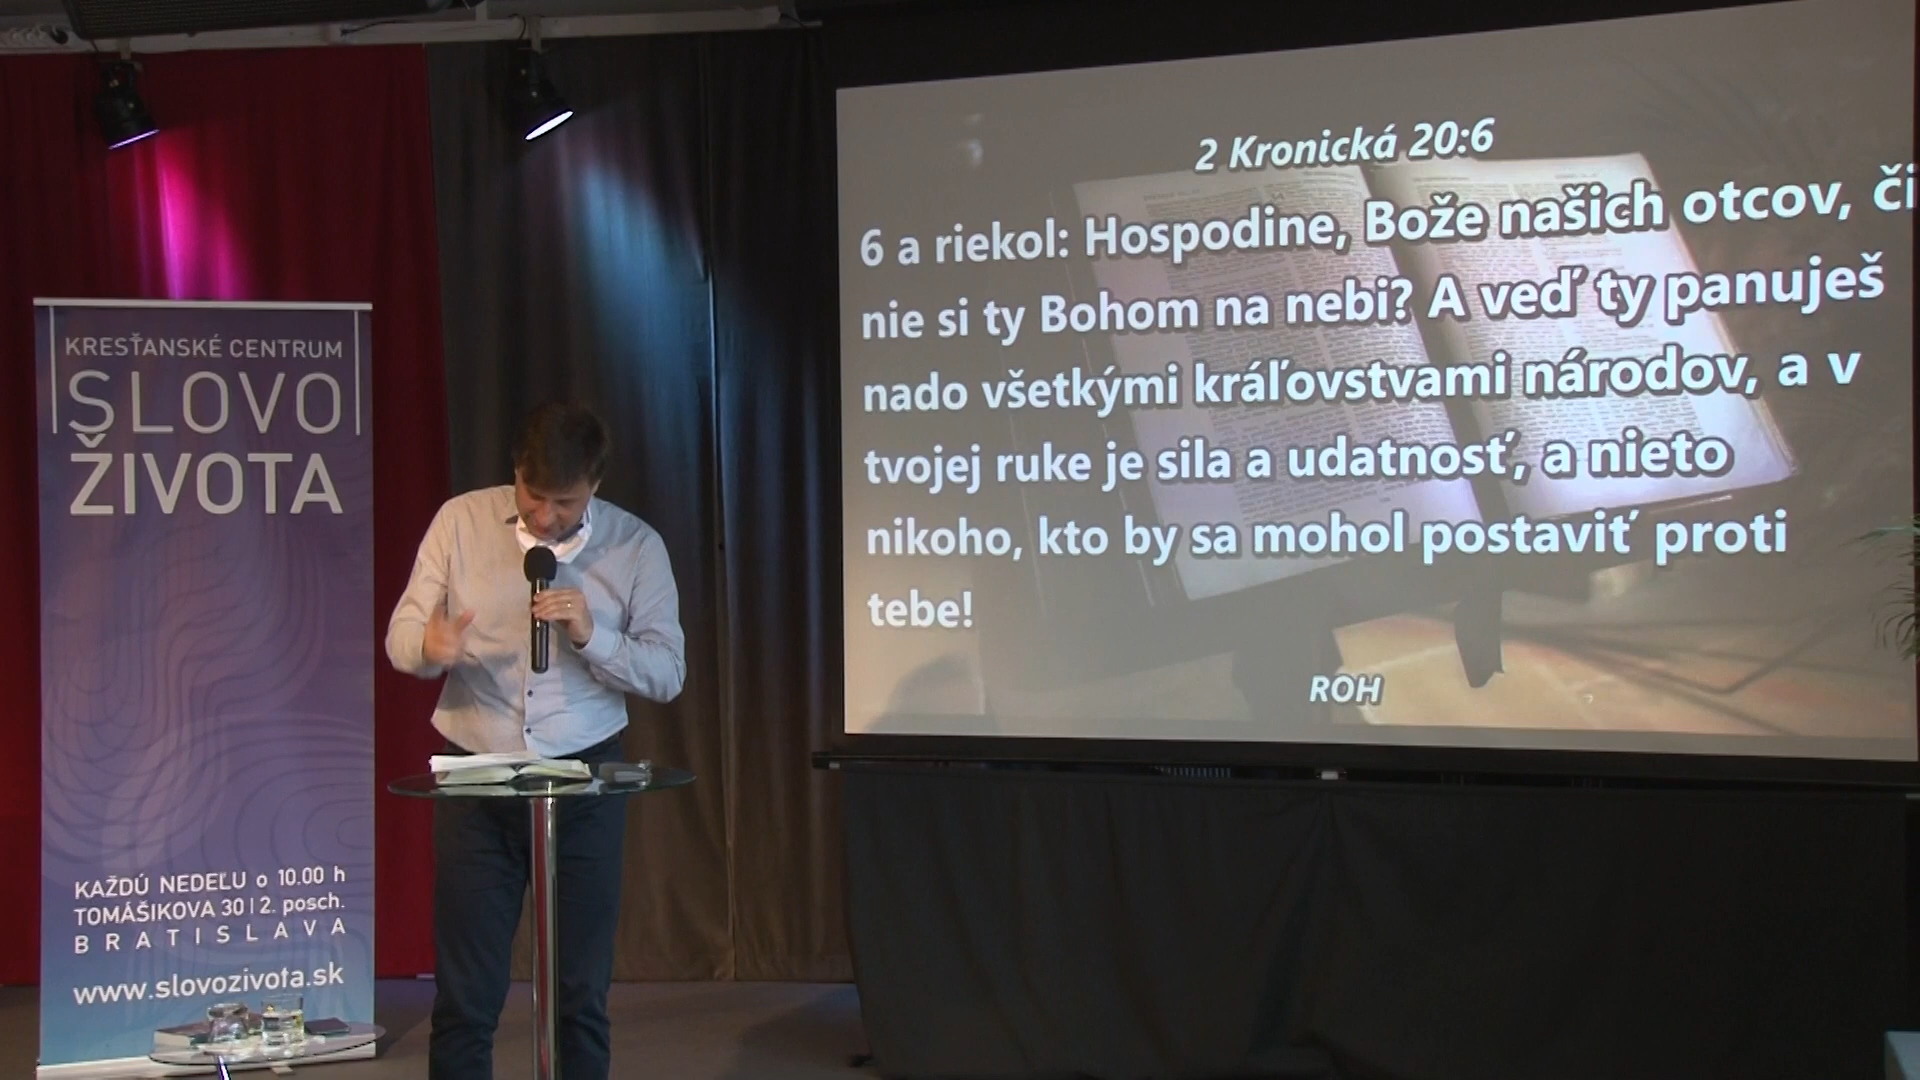 KRESŤANSKÉ CENTRUM
SLOVO
ŽIVOTA
KAŽDÚ NEDEĽU o 10.00 h
TOMÁŠIKOVA 30 | 2. posch.
BRATISLAVA
www.slovozivota.sk
2 Kronická 20:6
6 a riekol: Hospodine, Bože našich otcov, či
nie si ty Bohom na nebi? A veď ty panuješ
nado všetkými kráľovstvami národov, a v
tvojej ruke je sila a udatnosť, a nieto
nikoho, kto by sa mohol postaviť proti
tebe!
ROH